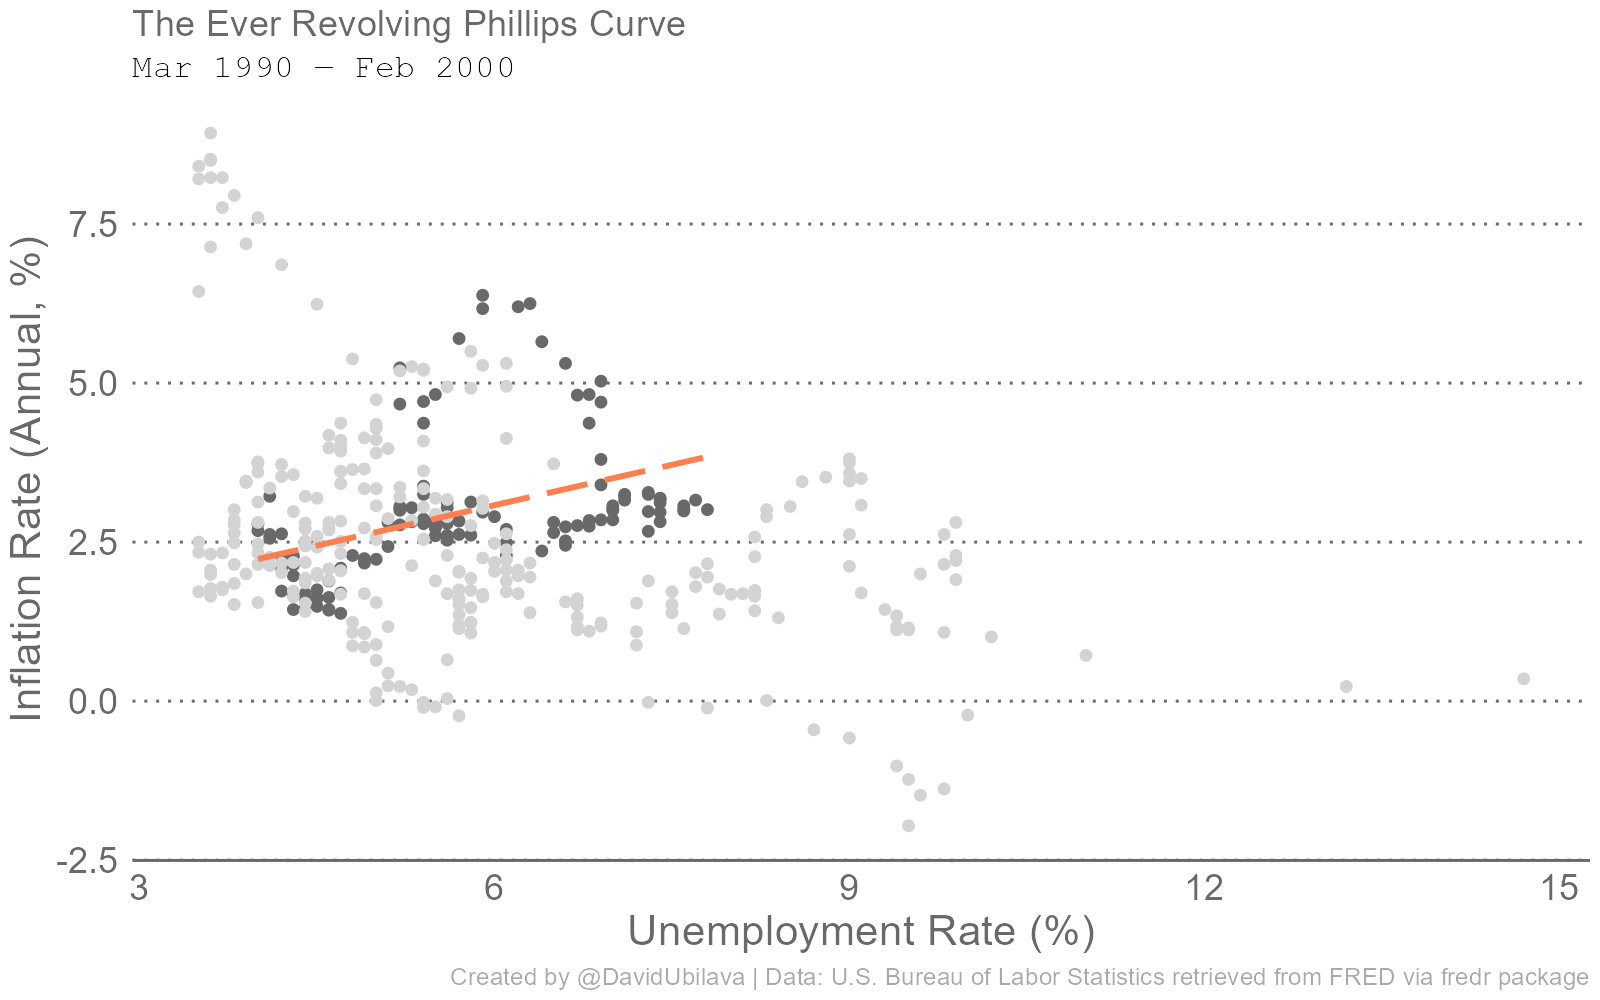 The Ever Revolving Phillips Curve
Mar 1990 — Feb 2000
Inflation Rate (Annual, %)
7.5
5.0
2.5
0.0
-2.5
3 6 9 12 15
Unemployment Rate (%)
Created by @DavidUbilava | Data: U.S. Bureau of Labor Statistics retrieved from FRED via fredr package